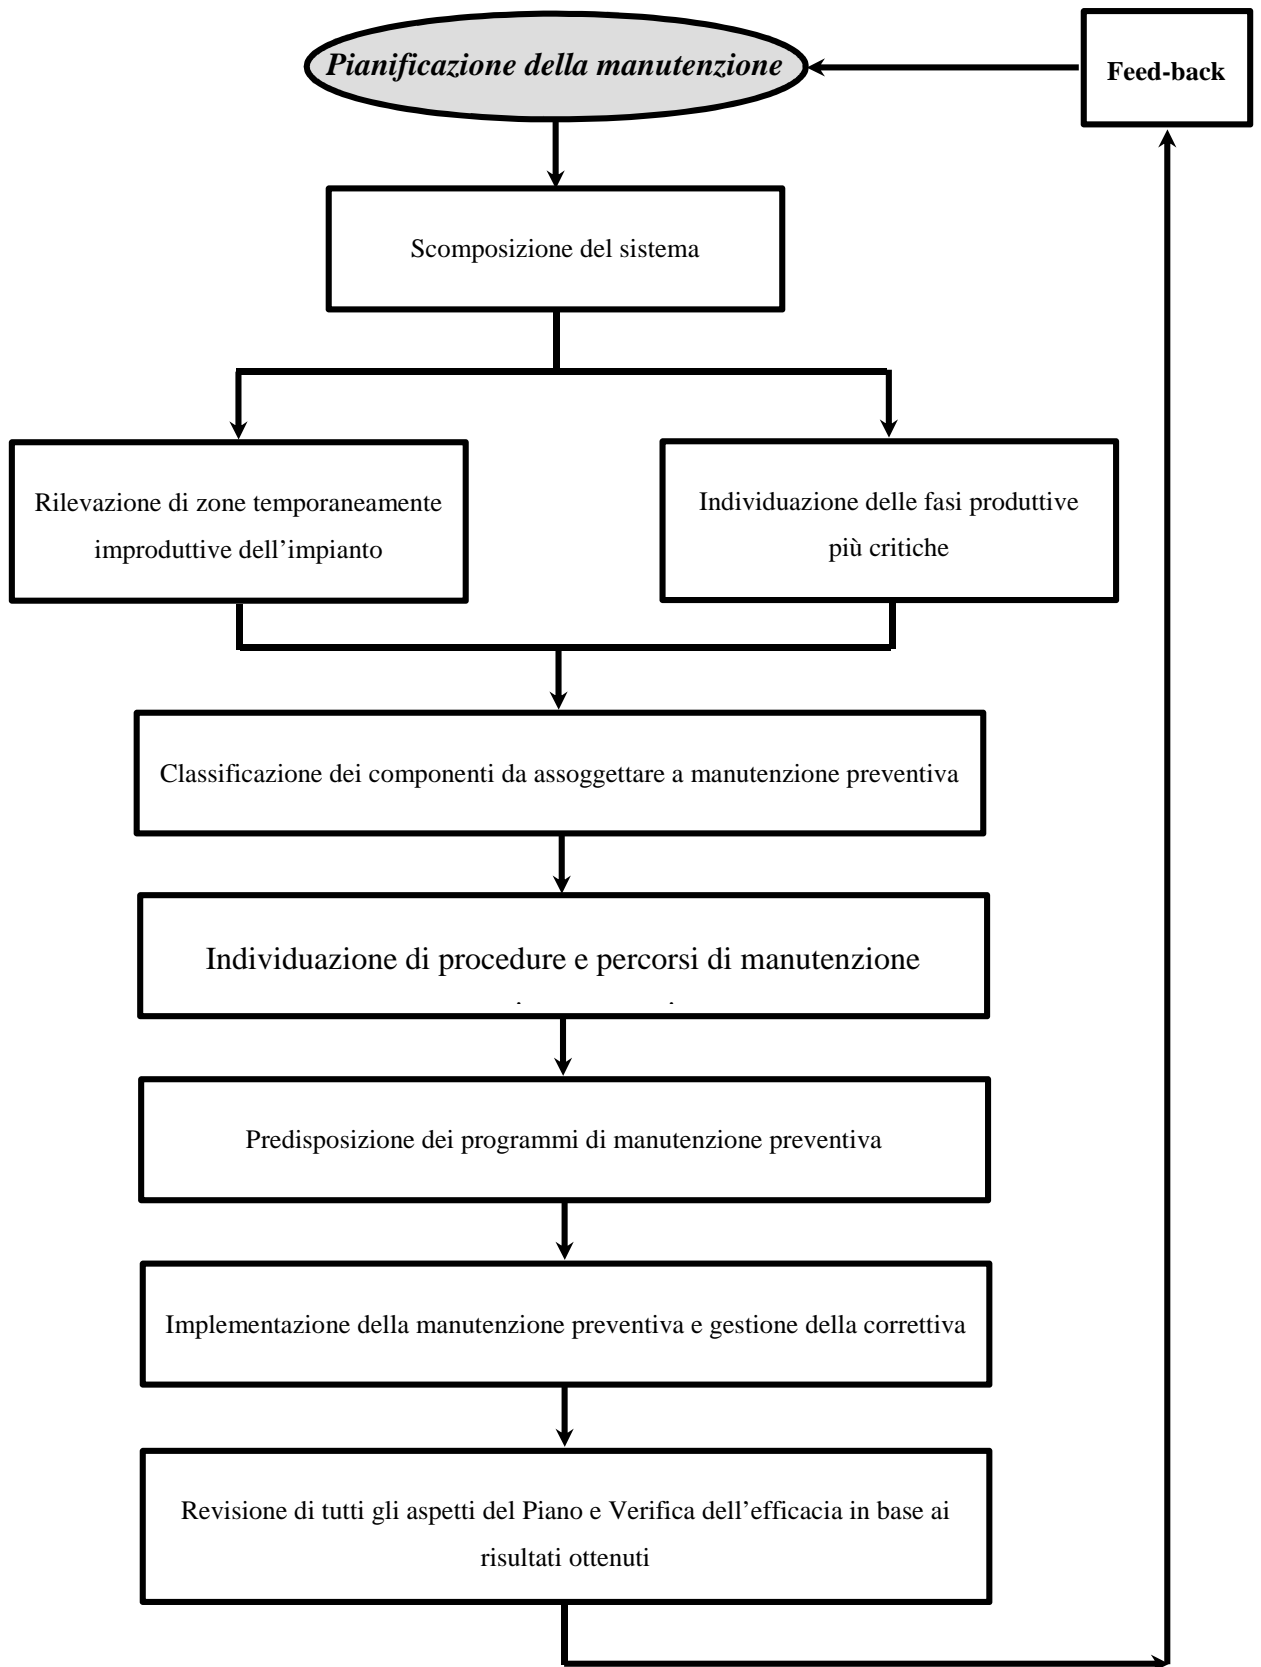 Pianificazione della manutenzione
Feed-back
Scomposizione del sistema
Rilevazione di zone temporaneamente
improduttive dell’impianto
Individuazione delle fasi produttive
più critiche
Classificazione dei componenti da assoggettare a manutenzione preventiva
Individuazione di procedure e percorsi di manutenzione
Predisposizione dei programmi di manutenzione preventiva
Implementazione della manutenzione preventiva e gestione della correttiva
Revisione di tutti gli aspetti del Piano e Verifica dell’efficacia in base ai
risultati ottenuti